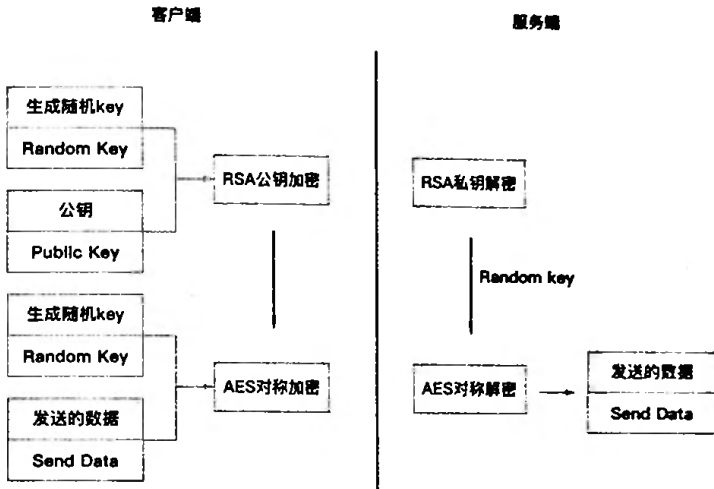 客户端
服务端
生成随机key
Random Key
RSA公钥加密
RSA私钥解密
公钥
Public Key
Random key
生成随机key
Random Key
AES对称加密
AES对称解密
发送的数据
Send Data
发送的数据
Send Data